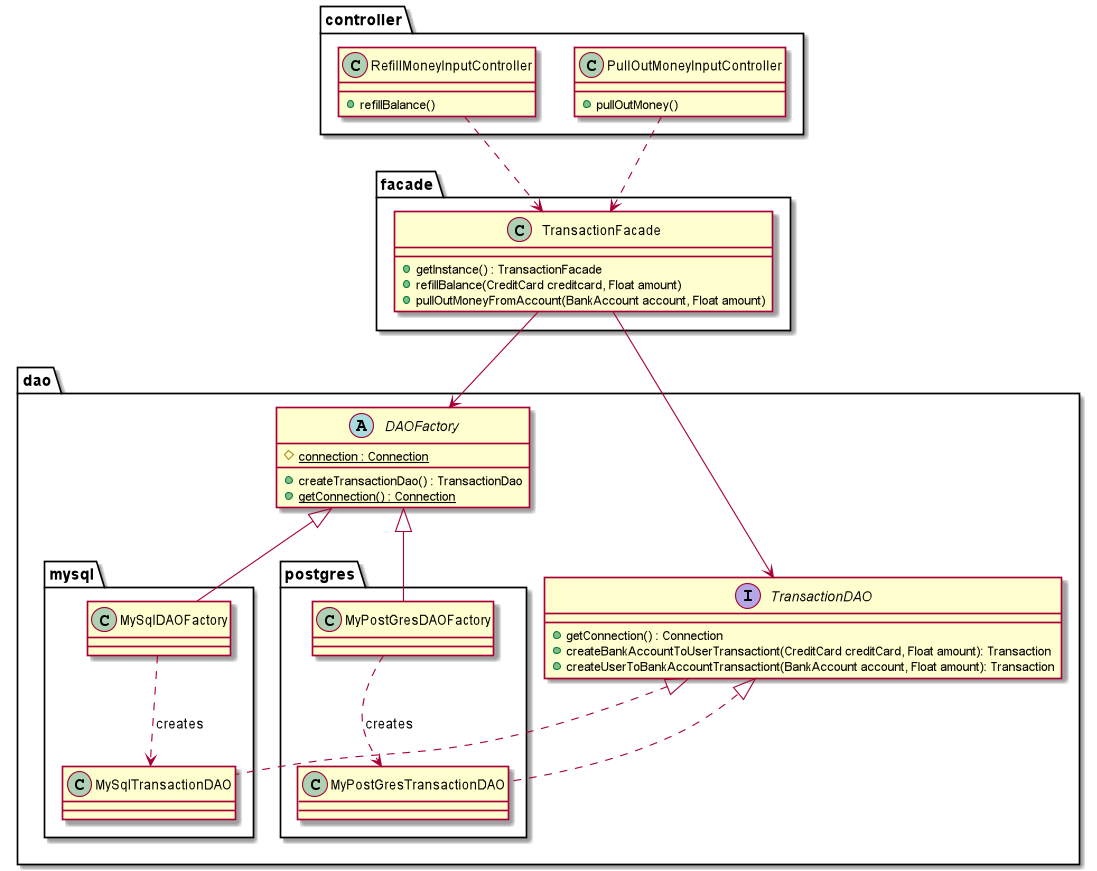 controller
C RefillMoneyInputController
refillBalance()
C PullOutMoneyInputController
pullOutMoney()
facade
C TransactionFacade
getInstance() : TransactionFacade
refillBalance(CreditCard creditcard, Float amount)
pullOutMoneyFromAccount(BankAccount account, Float amount)
dao
A DAOFactory
connection : Connection
createTransactionDao() : TransactionDao
getConnection() : Connection
mysql
C MySqlDAOFactory
postgres
C MyPostGresDAOFactory
I TransactionDAO
getConnection() : Connection
createBankAccountToUserTransactiont(CreditCard creditCard, Float amount): Transaction
createUserToBankAccountTransactiont(BankAccount account, Float amount): Transaction
creates
creates
C MySqlTransactionDAO
C MyPostGresTransactionDAO